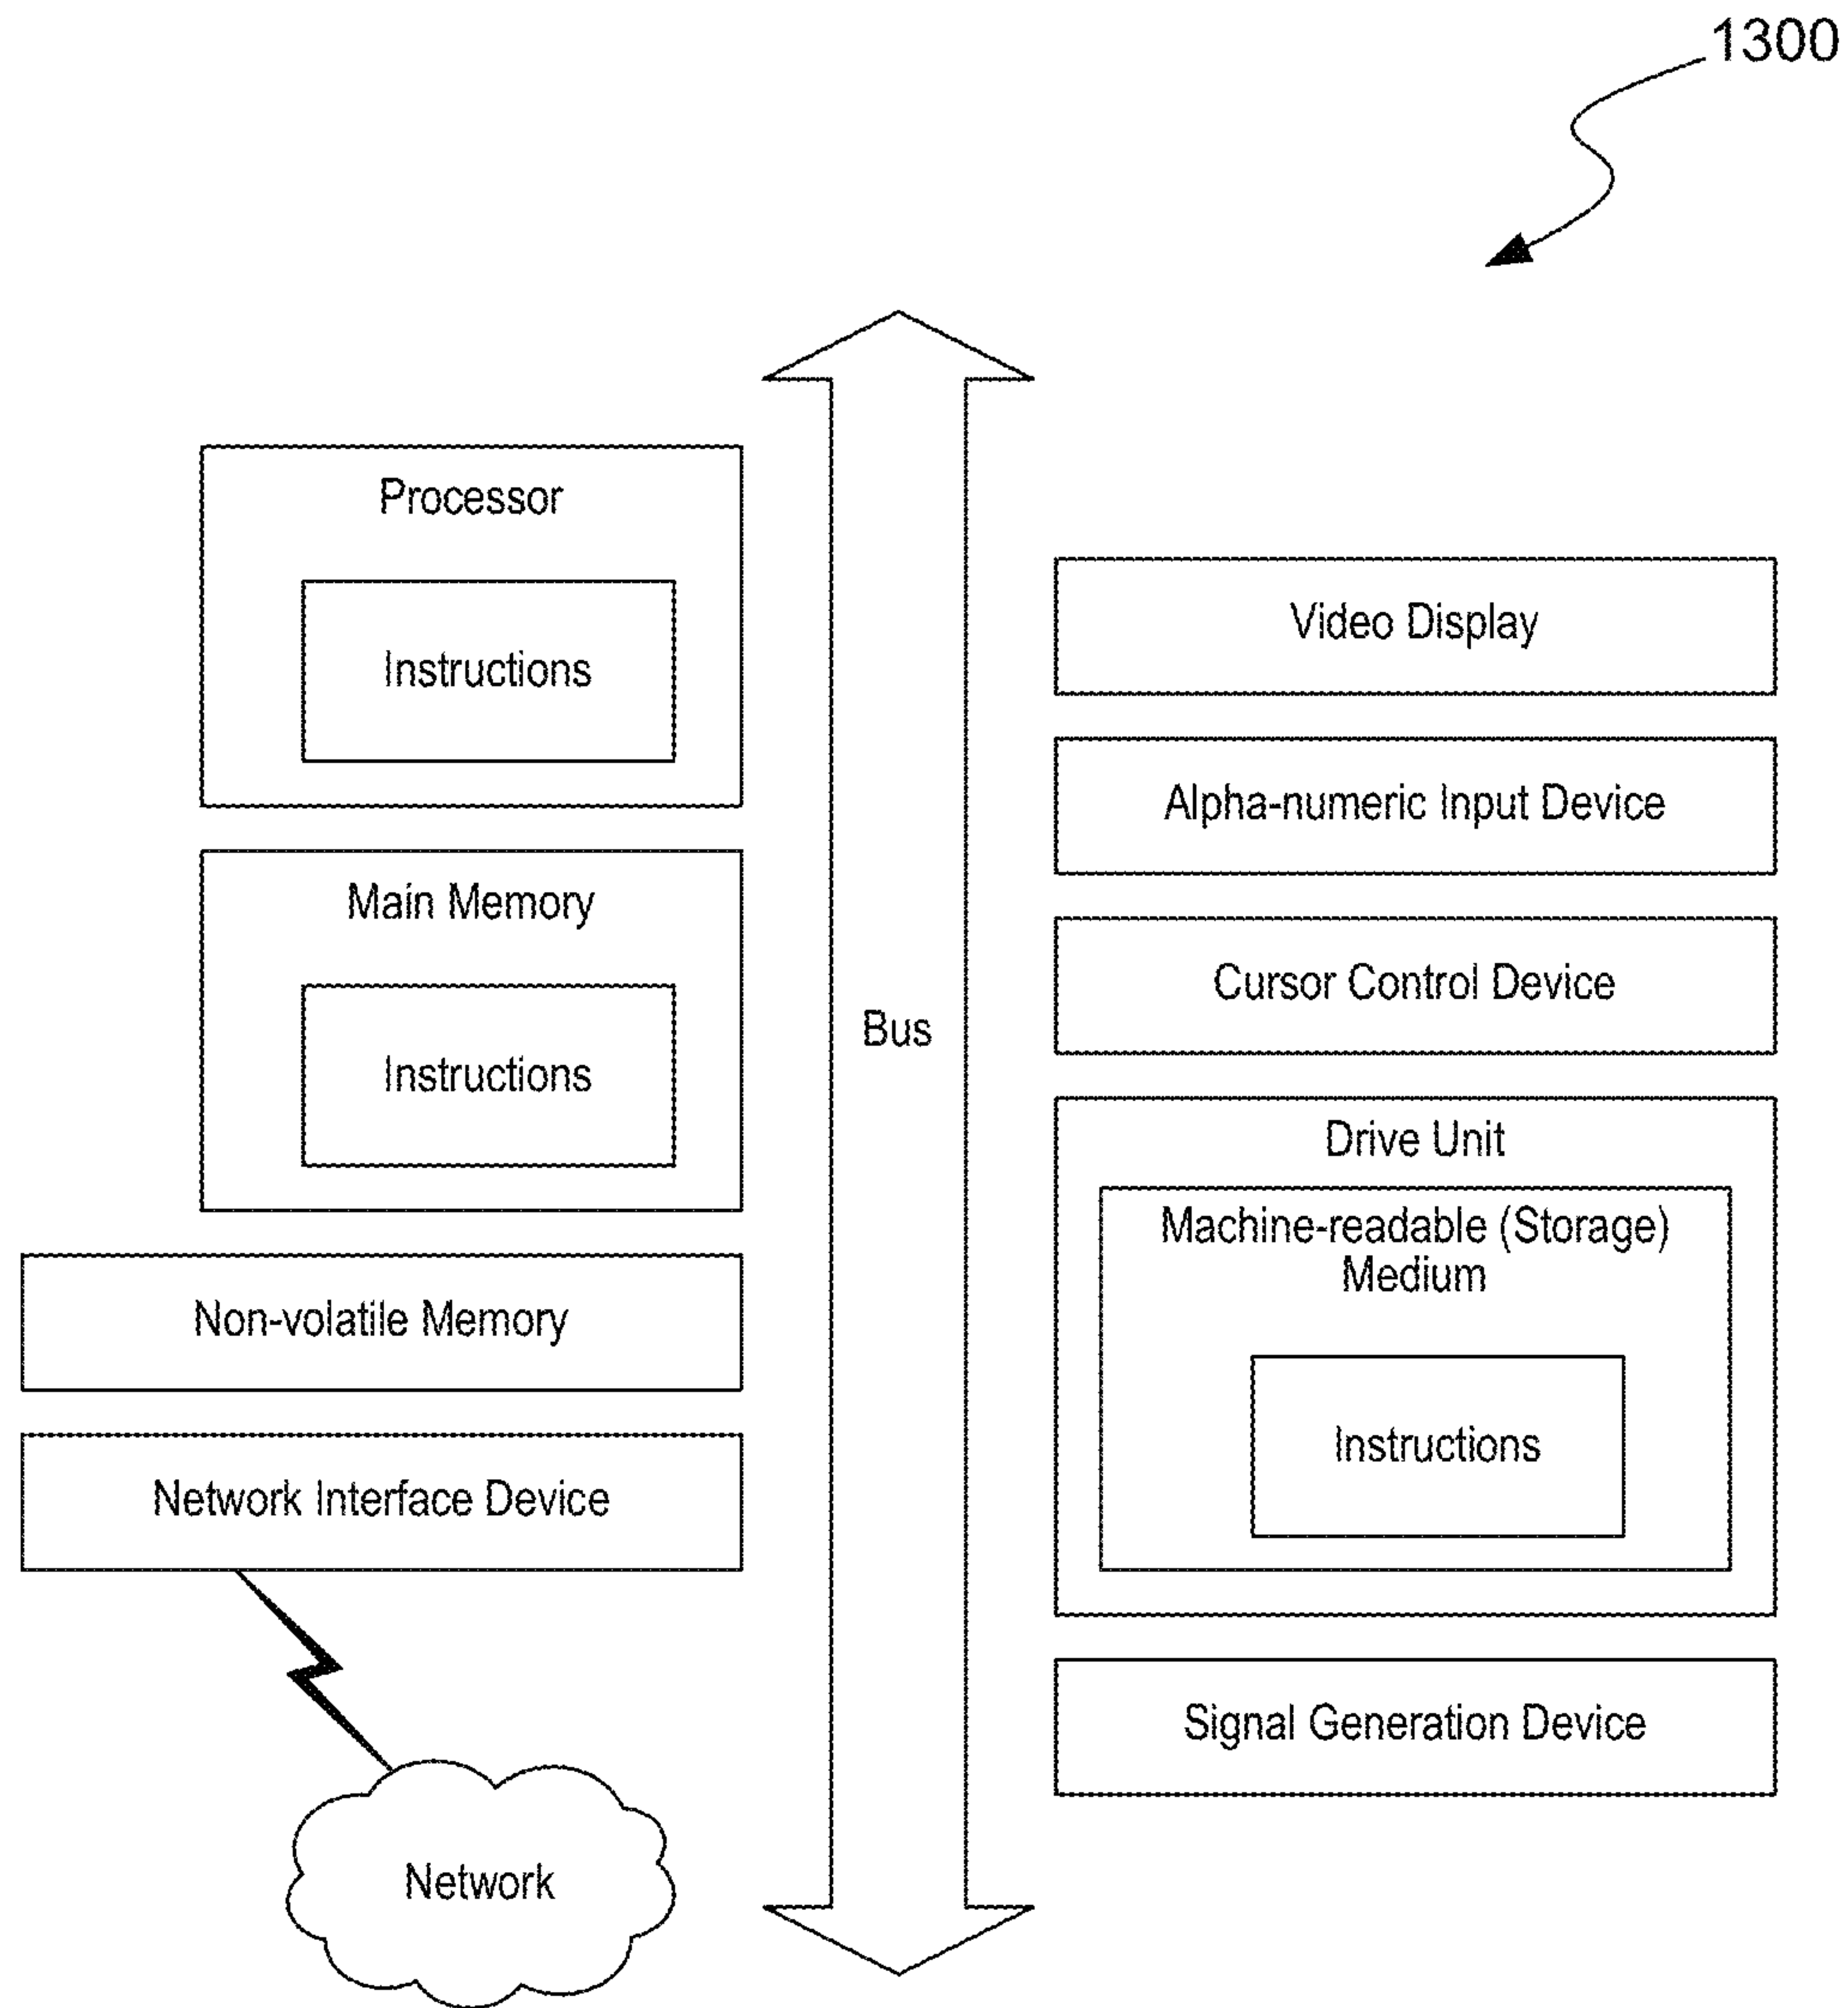 1300
Processor
Instructions
Main Memory
Instructions
Non-volatile Memory
Network Interface Device
Network
Bus
Video Display
Alpha-numeric Input Device
Cursor Control Device
Drive Unit
Machine-readable (Storage)
Medium
Instructions
Signal Generation Device